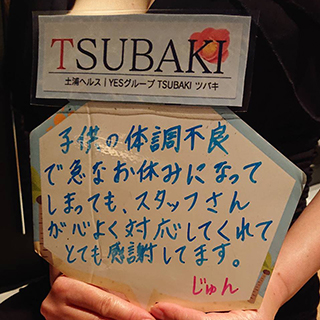 TSUBAKI
土浦ヘルス｜YESグループ TSUBAKI ツバキ
子供の体調不良
で急なお休みになって
しまっても、スタッフさん
が心よく対応してくれて
とても感謝してます。
じゅん